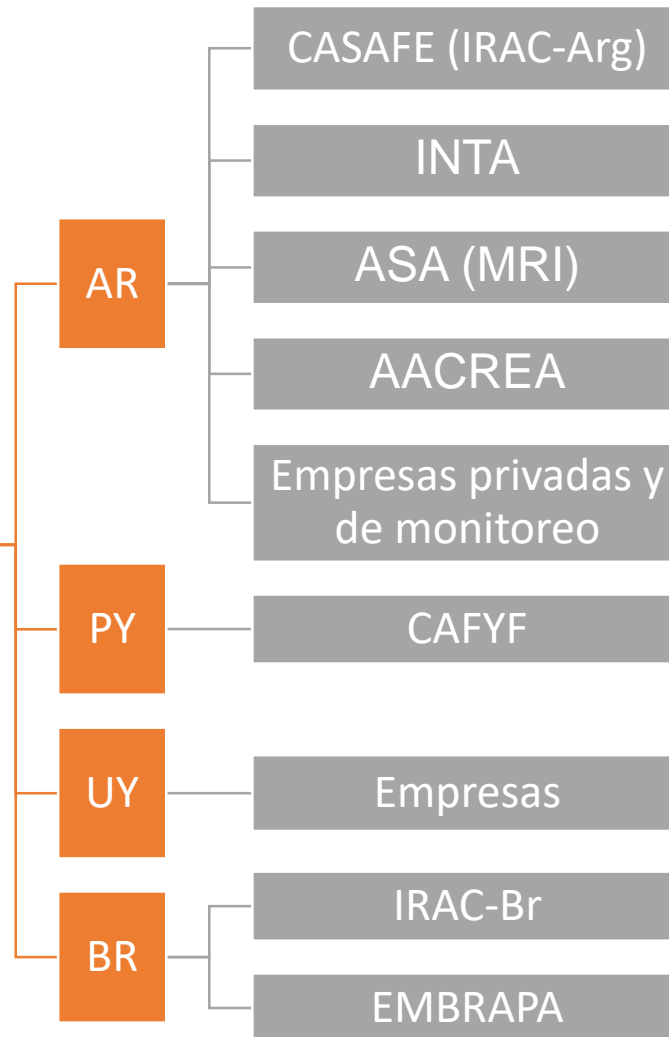 AR
CASAFE (IRAC-Arg)
INTA
ASA (MRI)
AACREA
Empresas privadas y
de monitoreo
PY
CAFYF
UY
Empresas
BR
IRAC-Br
EMBRAPA